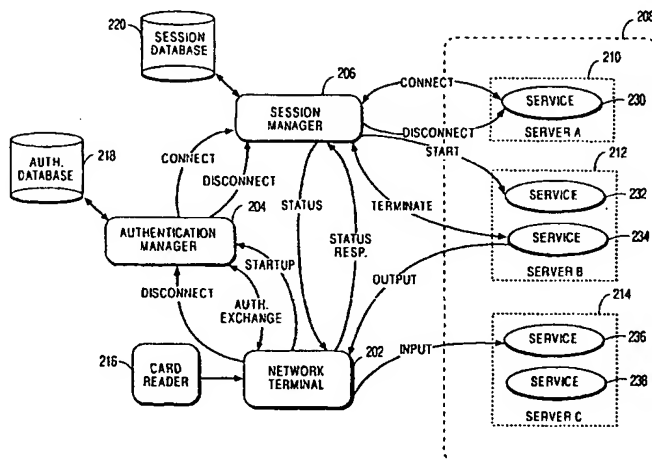 208
220
SESSION
DATABASE
206
SESSION
MANAGER
CONNECT
DISCONNECT
START
210
SERVICE
230
SERVER A
218
AUTH.
DATABASE
CONNECT
DISCONNECT
204
AUTHENTICATION
MANAGER
STATUS
STATUS
RESP.
TERMINATE
212
SERVICE
232
SERVICE
234
SERVER B
DISCONNECT
STARTUP
AUTH.
EXCHANGE
OUTPUT
INPUT
214
SERVICE
236
SERVICE
238
SERVER C
216
CARD
READER
NETWORK
TERMINAL
202